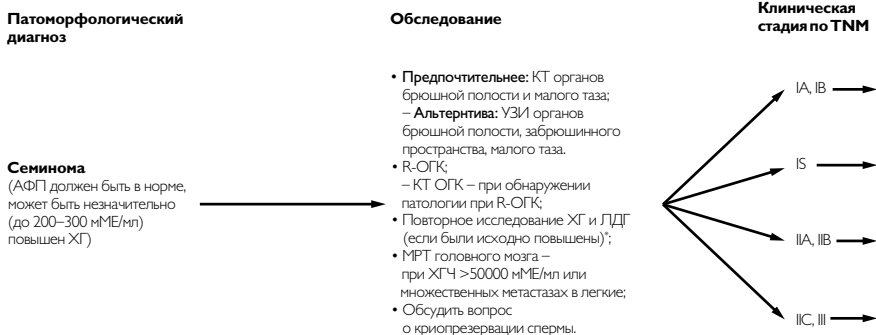 Патоморфологический
диагноз
Обследование
Клиническая
стадия по TNM
Семинома
(АФП должен быть в норме,
может быть незначительно
(до 200–300 мМЕ/мл)
повышен ХГ)
• Предпочтительнее: КТ органов
брюшной полости и малого таза;
– Альтернтива: УЗИ органов
брюшной полости, забрюшинного
пространства, малого таза.
• R-ОГК;
– КТ ОГК – при обнаружении
патологии при R-ОГК;
• Повторное исследование ХГ и ЛДГ
(если были исходно повышены)*;
• МРТ головного мозга –
при ХГЧ >50000 мМЕ/мл или
множественных метастазах в легкие;
• Обсудить вопрос
о криопрезервации спермы.
IA, IB
IS
IIA, IIB
IIC, III